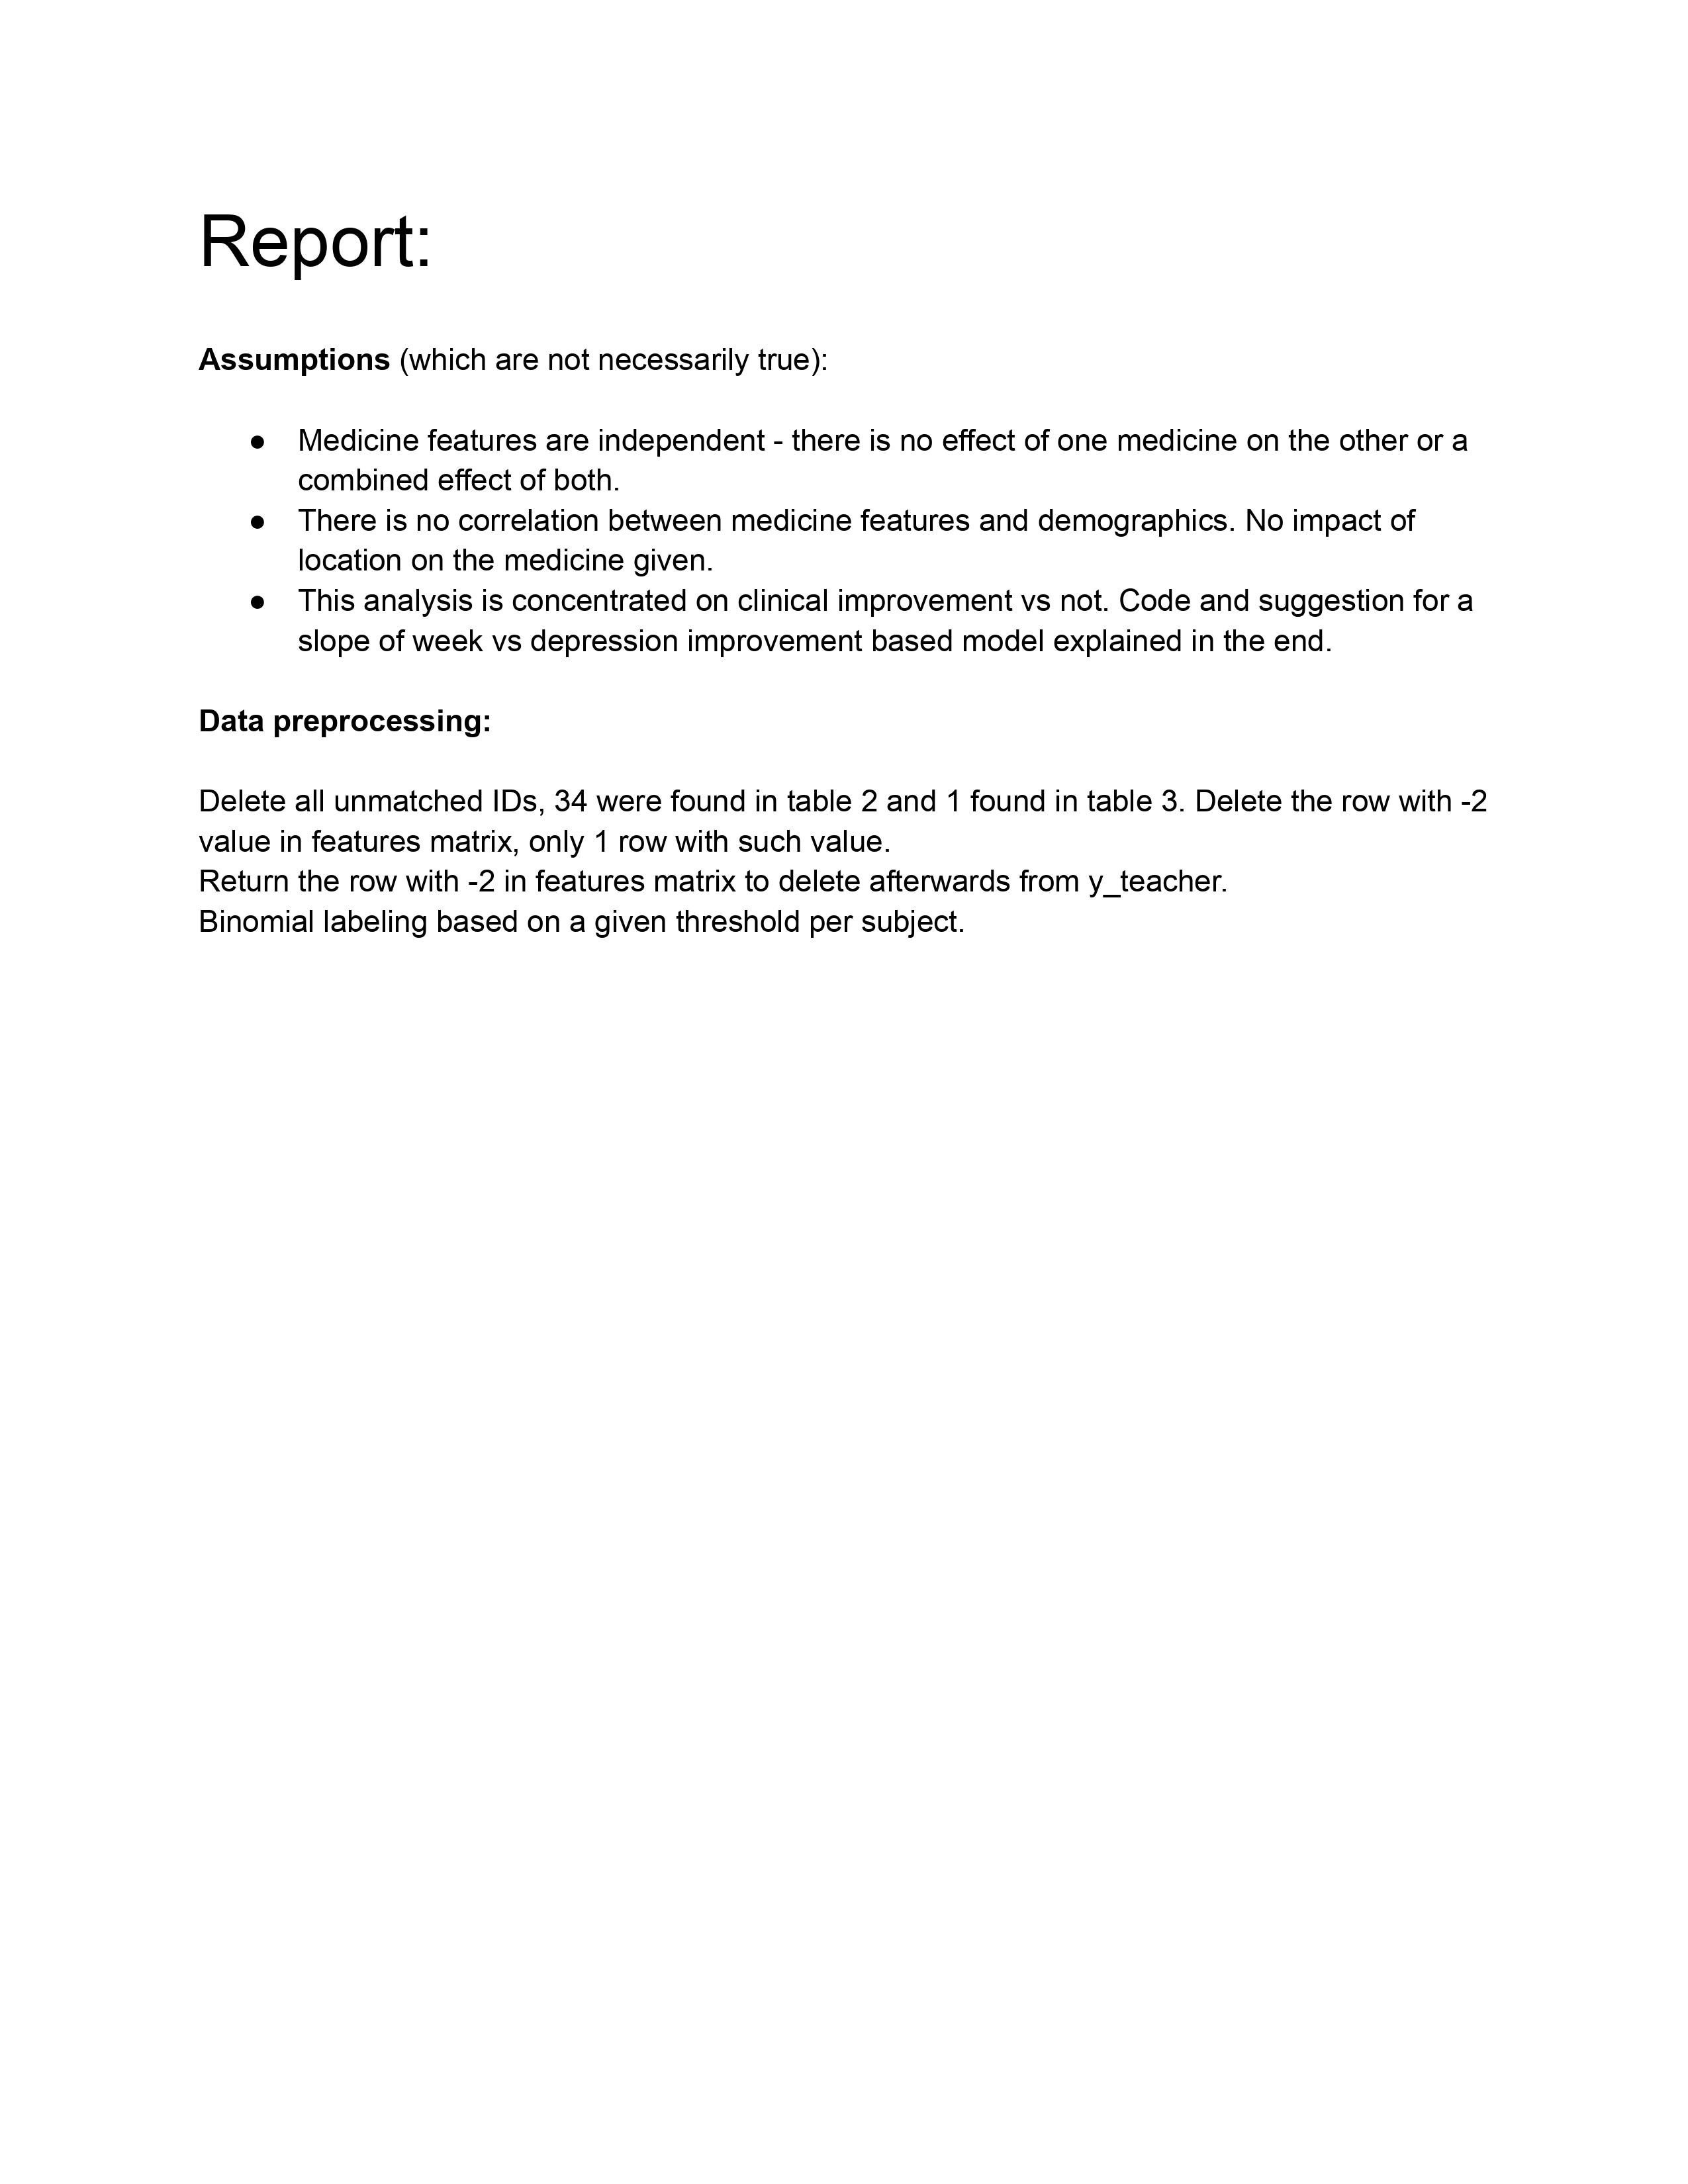 Report:
Assumptions (which are not necessarily true):
● Medicine features are independent - there is no effect of one medicine on the other or a
combined effect of both.
● There is no correlation between medicine features and demographics. No impact of
location on the medicine given.
● This analysis is concentrated on clinical improvement vs not. Code and suggestion for a
slope of week vs depression improvement based model explained in the end.
Data preprocessing:
Delete all unmatched IDs, 34 were found in table 2 and 1 found in table 3. Delete the row with -2
value in features matrix, only 1 row with such value.
Return the row with -2 in features matrix to delete afterwards from y_teacher.
Binomial labeling based on a given threshold per subject.